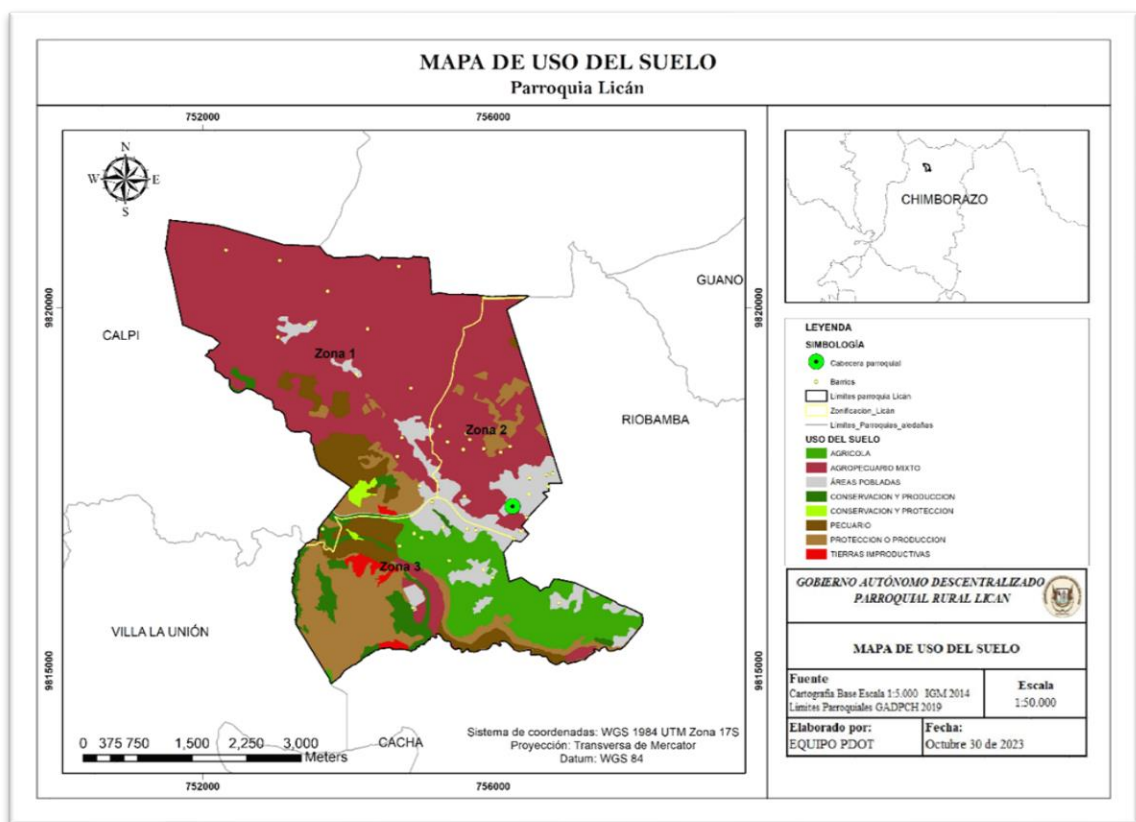 MAPA DE USO DEL SUELO
Parroquia Licán
752000
756000
N
W
E
S
GUANO
9820000
9820000
CALPI
Zona 1
RIOBAMBA
Zona 2
Zona 3
VILLA LA UNIÓN
9815000
9815000
CACHA
0 375 750 1,500 2,250 3,000
Meters
Sistema de coordenadas: WGS 1984 UTM Zona 17S
Proyección: Transversa de Mercator
Datum: WGS 84
752000
756000
CHIMBORAZO
LEYENDA
SIMBOLOGÍA
Cabecera parroquial
Barrios
Límites parroquia Licán
Zonificacion_Licán
Límites_Parroquias_aledañas
USO DEL SUELO
AGRICOLA
AGROPECUARIO MIXTO
ÁREAS POBLADAS
CONSERVACION Y PRODUCCION
CONSERVACION Y PROTECCION
PECUARIO
PROTECCION O PRODUCCION
TIERRAS IMPRODUCTIVAS
GOBIERNO AUTÓNOMO DESCENTRALIZADO
PARROQUIAL RURAL LICAN
MAPA DE USO DEL SUELO
Fuente
Cartografía Base Escala 1:5.000 IGM 2014
Límites Parroquiales GADPCH 2019
Escala
1:50.000
Elaborado por:
EQUIPO PDOT
Fecha:
Octubre 30 de 2023